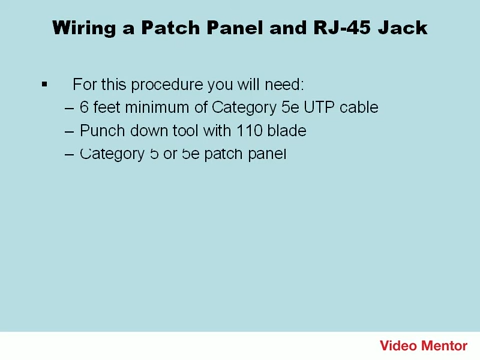 Wiring a Patch Panel and RJ-45 Jack
▪ For this procedure you will need:
– 6 feet minimum of Category 5e UTP cable
– Punch down tool with 110 blade
– Category 5 or 5e patch panel
Video Mentor